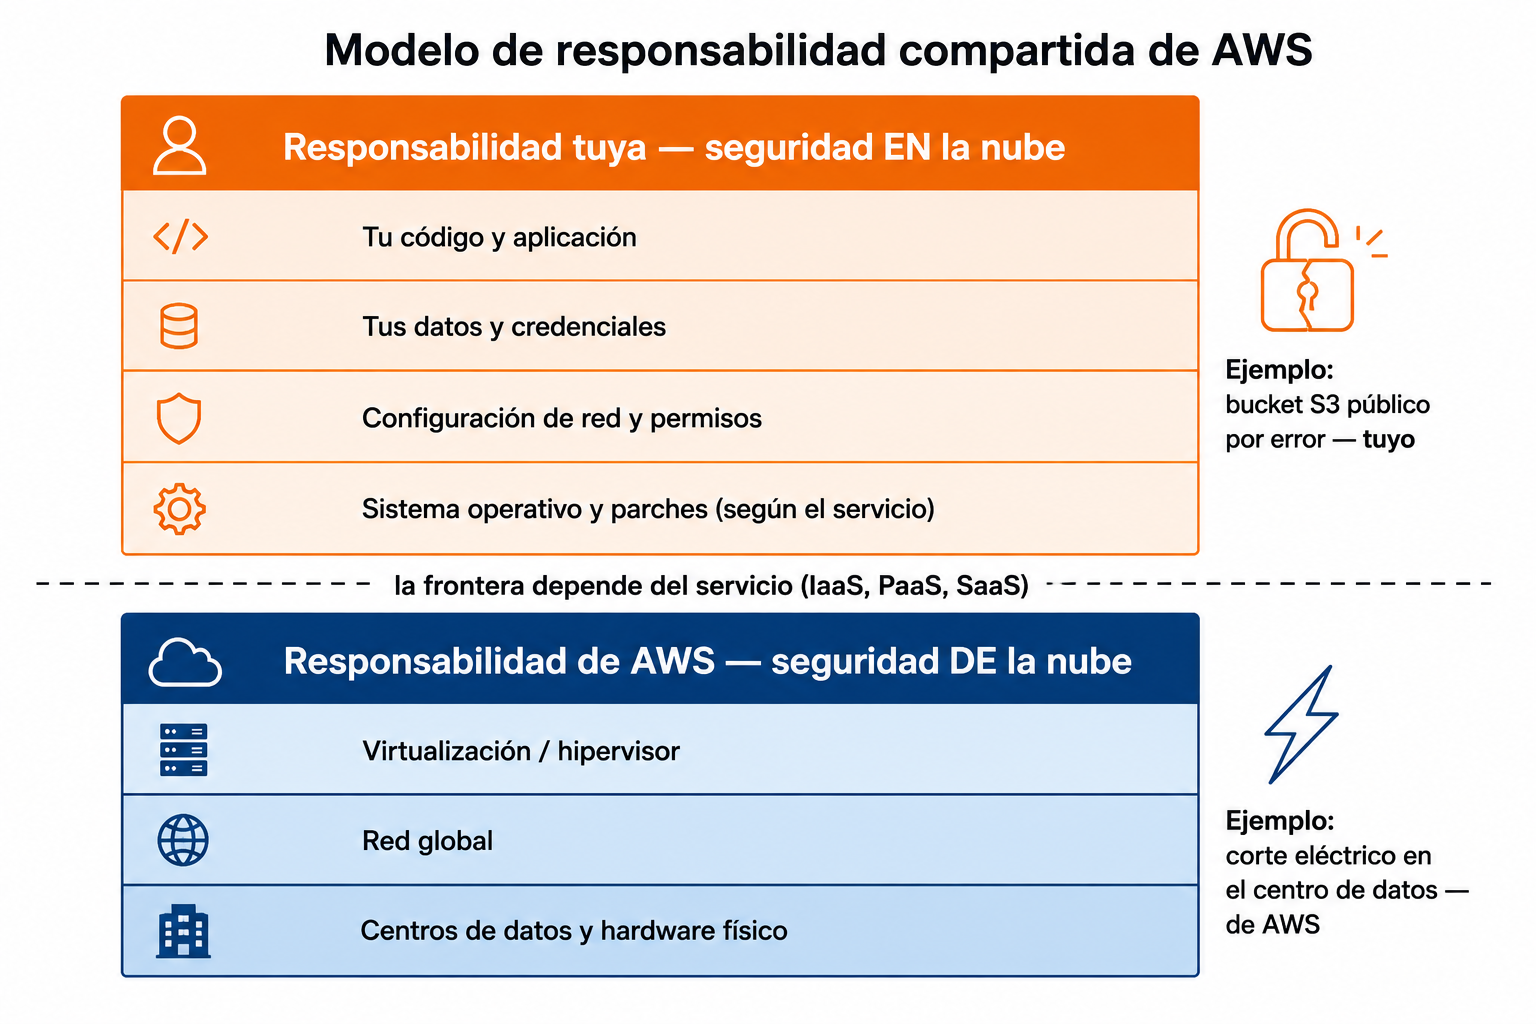 Modelo de responsabilidad compartida de AWS
Responsabilidad tuya — seguridad EN la nube
Tu código y aplicación
Tus datos y credenciales
Configuración de red y permisos
Sistema operativo y parches (según el servicio)
Ejemplo:
bucket S3 público
por error — tuyo
la frontera depende del servicio (IaaS, PaaS, SaaS)
Responsabilidad de AWS — seguridad DE la nube
Virtualización / hipervisor
Red global
Centros de datos y hardware físico
Ejemplo:
corte eléctrico en
el centro de datos —
de AWS